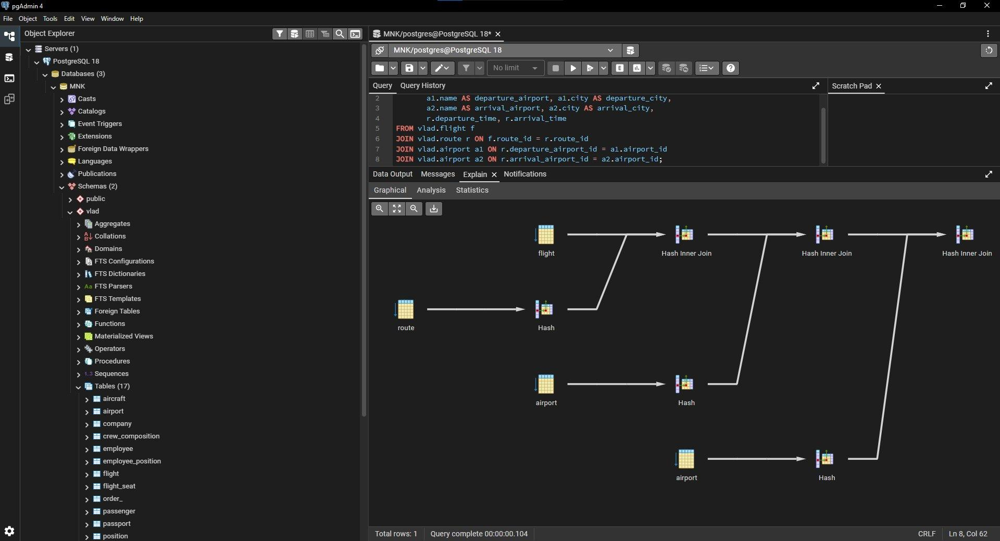 pgAdmin 4
File Object Tools Edit View Window Help
Object Explorer
Servers (1)
PostgreSQL 18
Databases (3)
MNK
Casts
Catalogs
Event Triggers
Extensions
Foreign Data Wrappers
Languages
Publications
Schemas (2)
public
vlad
Aggregates
Collations
Domains
FTS Configurations
FTS Dictionaries
Aa FTS Parsers
FTS Templates
Foreign Tables
Functions
Materialized Views
Operators
Procedures
1..3 Sequences
Tables (17)
aircraft
airport
company
crew_composition
employee
employee_position
flight
flight_seat
order_
passenger
passport
position
MNK/postgres@PostgreSQL 18*
MNK/postgres@PostgreSQL 18
No limit
E
Query Query History
Scratch Pad
2 a1.name AS departure_airport, a1.city AS departure_city,
3 a2.name AS arrival_airport, a2.city AS arrival_city,
4 r.departure_time, r.arrival_time
5 FROM vlad.flight f
6 JOIN vlad.route r ON f.route_id = r.route_id
7 JOIN vlad.airport a1 ON r.departure_airport_id = a1.airport_id
8 JOIN vlad.airport a2 ON r.arrival_airport_id = a2.airport_id;
Data Output Messages Explain Notifications
Graphical Analysis Statistics
flight Hash Inner Join Hash Inner Join Hash Inner Join
route Hash
airport Hash
airport Hash
Total rows: 1 Query complete 00:00:00.104 CRLF Ln 8, Col 62